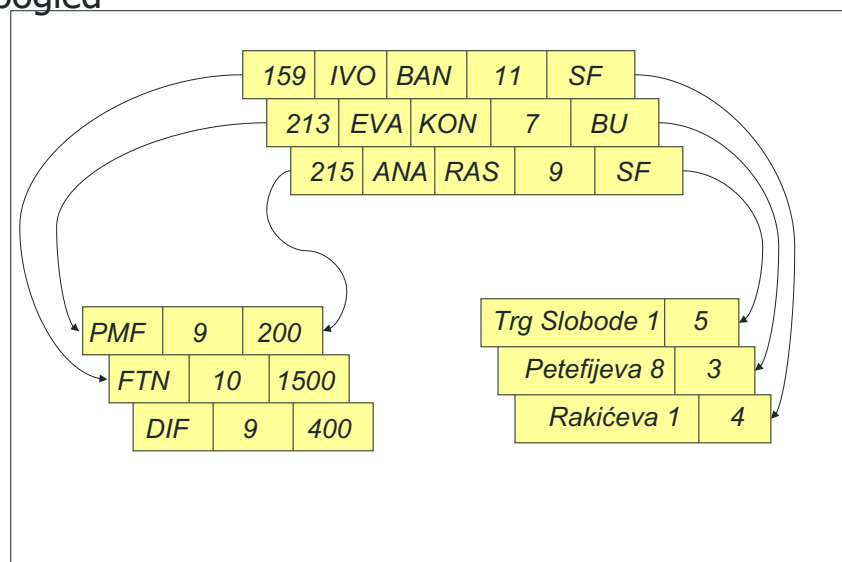 pogled
159 IVO BAN 11 SF
213 EVA KON 7 BU
215 ANA RAS 9 SF
PMF 9 200
FTN 10 1500
DIF 9 400
Trg Slobode 1 5
Petefijeva 8 3
Rakićeva 1 4